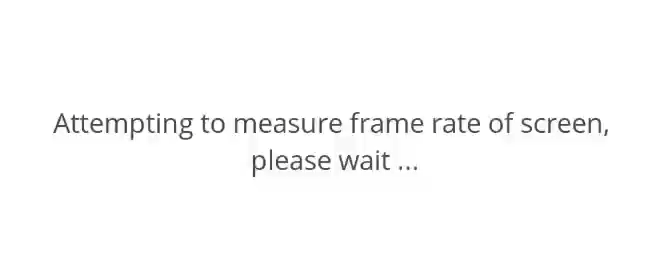 Attempting to measure frame rate of screen,
please wait ...